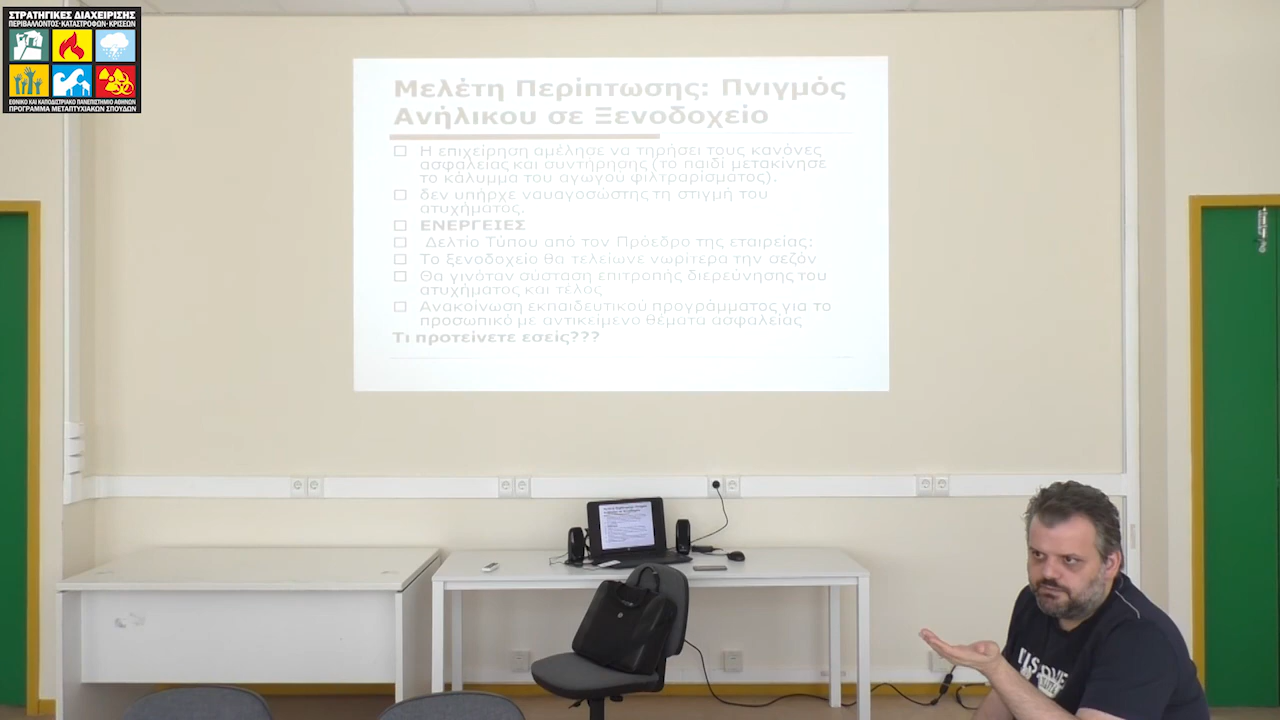 ΣΤΡΑΤΗΓΙΚΕΣ ΔΙΑΧΕΙΡΙΣΗΣ
ΠΕΡΙΒΑΛΛΟΝΤΟΣ·ΚΑΤΑΣΤΡΟΦΩΝ·ΚΡΙΣΕΩΝ
ΕΘΝΙΚΟ ΚΑΙ ΚΑΠΟΔΙΣΤΡΙΑΚΟ ΠΑΝΕΠΙΣΤΗΜΙΟ ΑΘΗΝΩΝ
ΠΡΟΓΡΑΜΜΑ ΜΕΤΑΠΤΥΧΙΑΚΩΝ ΣΠΟΥΔΩΝ
Μελέτη Περίπτωσης: Πνιγμός
Ανήλικου σε Ξενοδοχείο
Η επιχείρηση αμέλησε να τηρήσει τους κανόνες
ασφαλείας και συντήρησης (το παιδί μετακίνησε
το κάλυμμα του αγωγού φιλτραρίσματος).
δεν υπήρχε ναυαγοσώστης τη στιγμή του
ατυχήματος.
ΕΝΕΡΓΕΙΕΣ
Δελτίο Τύπου από τον Πρόεδρο της εταιρείας:
Το ξενοδοχείο θα τελείωνε νωρίτερα την σεζόν
Θα γινόταν σύσταση επιτροπής διερεύνησης του
ατυχήματος και τέλος
Ανακοίνωση εκπαιδευτικού προγράμματος για το
προσωπικό με αντικείμενο θέματα ασφαλείας
Τι προτείνετε εσείς???